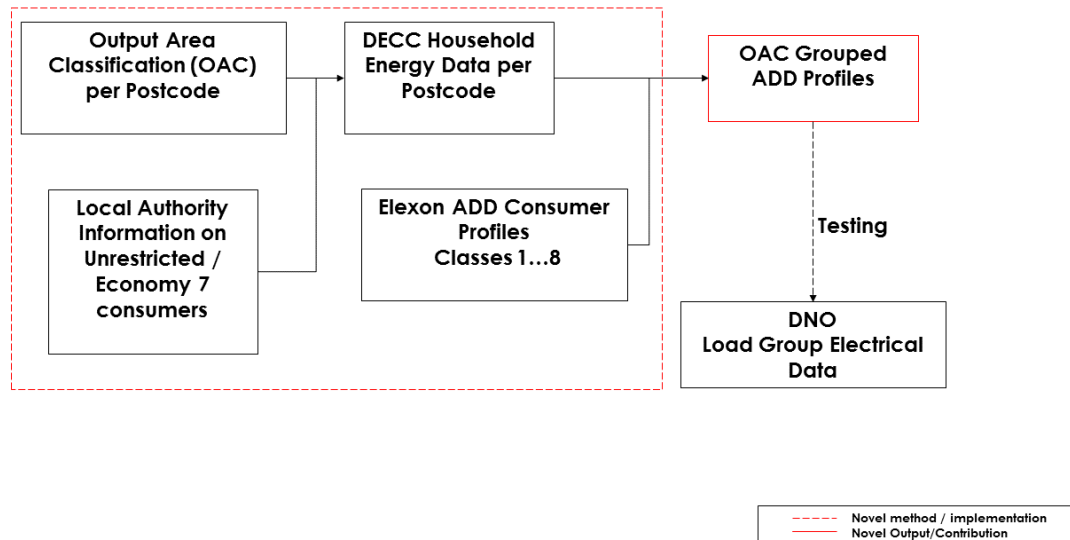 Output Area
Classification (OAC)
per Postcode
DECC Household
Energy Data per
Postcode
OAC Grouped
ADD Profiles
Local Authority
Information on
Unrestricted /
Economy 7
consumers
Elexon ADD Consumer
Profiles
Classes 1...8
Testing
DNO
Load Group Electrical
Data
Novel method / implementation
Novel Output/Contribution